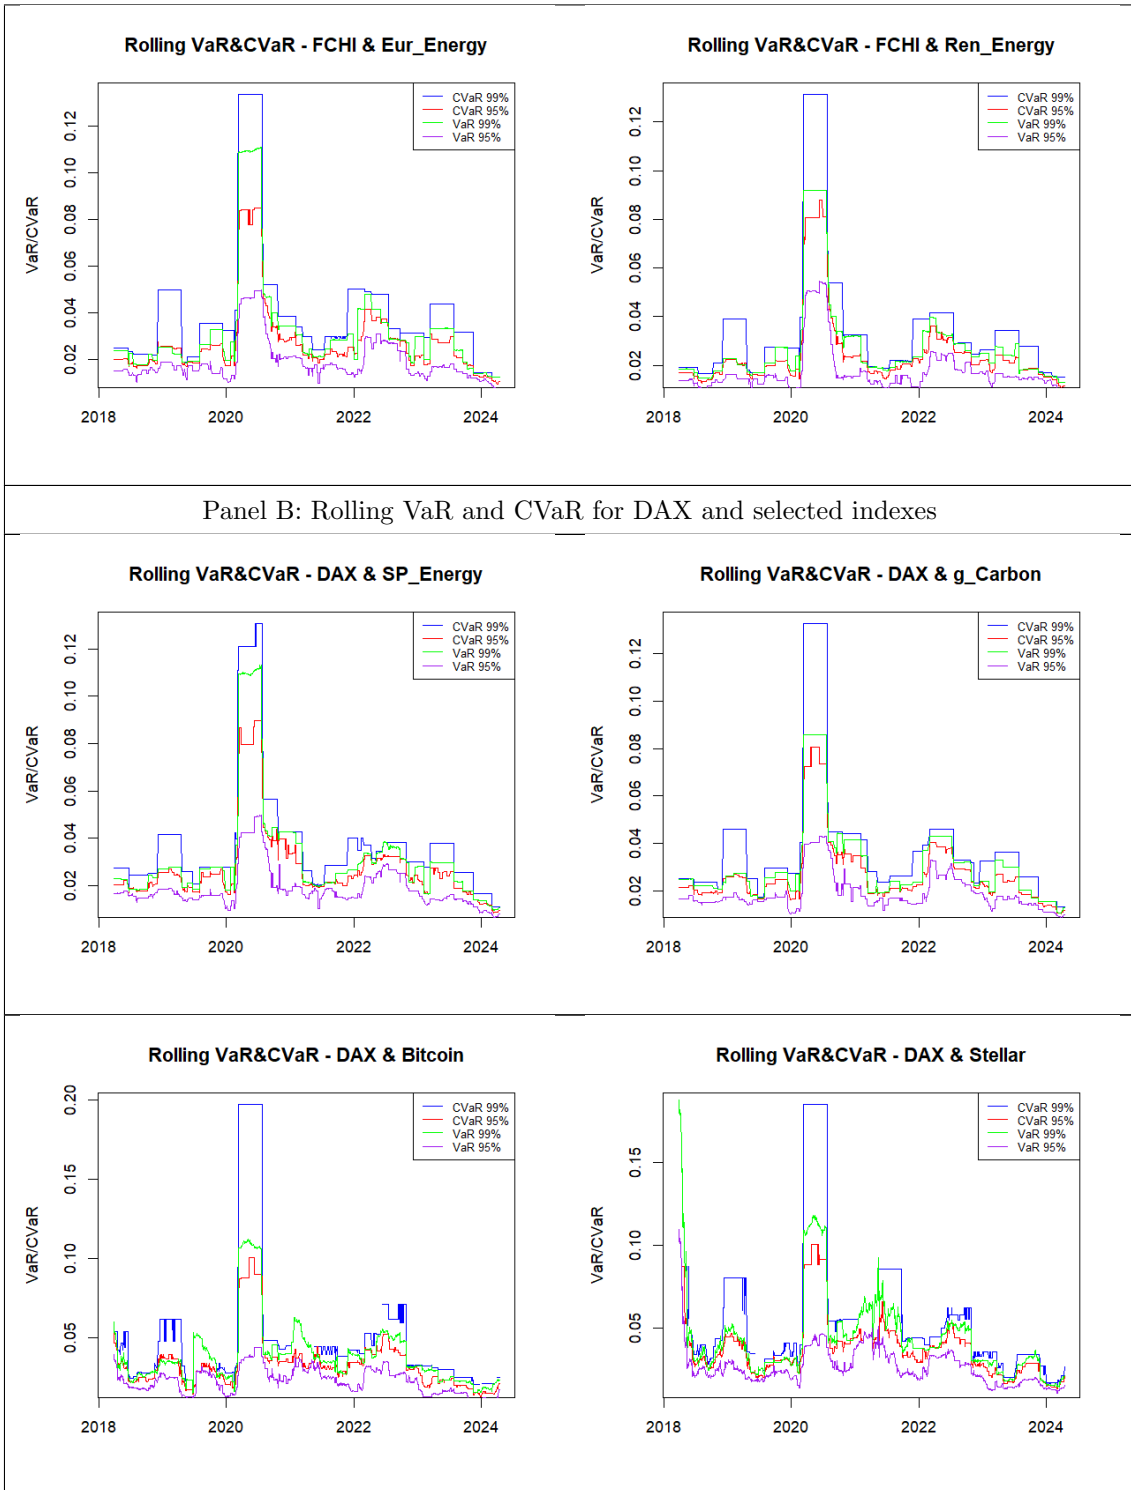 Rolling VaR&CVaR - FCHI & Eur_Energy
VaR/CVaR
0.12
0.10
0.08
0.06
0.04
0.02
CVaR 99%
CVaR 95%
VaR 99%
VaR 95%
2018 2020 2022 2024
Rolling VaR&CVaR - FCHI & Ren_Energy
VaR/CVaR
0.12
0.10
0.08
0.06
0.04
0.02
CVaR 99%
CVaR 95%
VaR 99%
VaR 95%
2018 2020 2022 2024
Panel B: Rolling VaR and CVaR for DAX and selected indexes
Rolling VaR&CVaR - DAX & SP_Energy
VaR/CVaR
0.12
0.10
0.08
0.06
0.04
0.02
CVaR 99%
CVaR 95%
VaR 99%
VaR 95%
2018 2020 2022 2024
Rolling VaR&CVaR - DAX & g_Carbon
VaR/CVaR
0.12
0.10
0.08
0.06
0.04
0.02
CVaR 99%
CVaR 95%
VaR 99%
VaR 95%
2018 2020 2022 2024
Rolling VaR&CVaR - DAX & Bitcoin
VaR/CVaR
0.20
0.15
0.10
0.05
CVaR 99%
CVaR 95%
VaR 99%
VaR 95%
2018 2020 2022 2024
Rolling VaR&CVaR - DAX & Stellar
VaR/CVaR
0.15
0.10
0.05
CVaR 99%
CVaR 95%
VaR 99%
VaR 95%
2018 2020 2022 2024